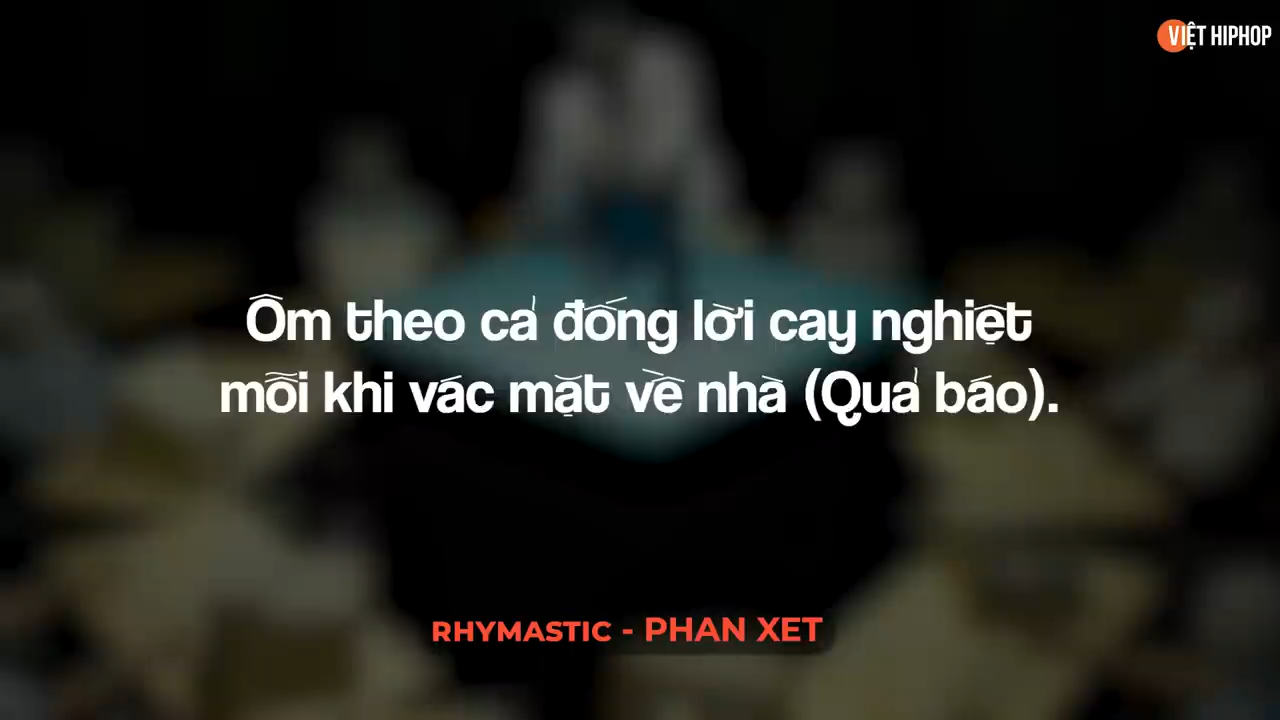 VIỆT HIPHOP
Ôm theo cả đống lời cay nghiệt
mỗi khi vác mặt về nhà (Quả báo).
RHYMASTIC - PHAN XET